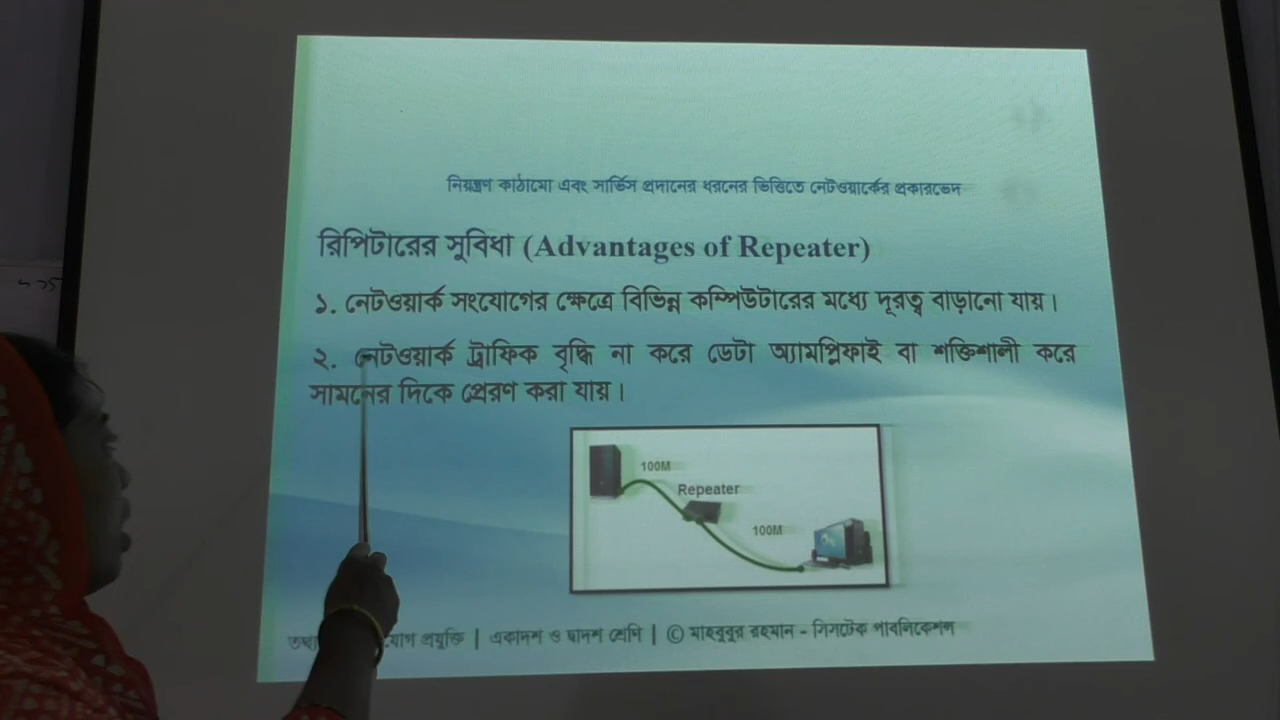 নিয়ন্ত্রণ কাঠামো এবং সার্ভিস প্রদানের ধরনের ভিত্তিতে নেটওয়ার্কের প্রকারভেদ
রিপিটারের সুবিধা (Advantages of Repeater)
১. নেটওয়ার্ক সংযোগের ক্ষেত্রে বিভিন্ন কম্পিউটারের মধ্যে দূরত্ব বাড়ানো যায়।
২. নেটওয়ার্ক ট্রাফিক বৃদ্ধি না করে ডেটা অ্যামপ্লিফাই বা শক্তিশালী করে
সামনের দিকে প্রেরণ করা যায়।
100M
Repeater
100M
প্রযুক্তি | একাদশ ও দ্বাদশ শ্রেণি | © মাহবুবুর রহমান - সিসটেক পাবলিকেশন্স